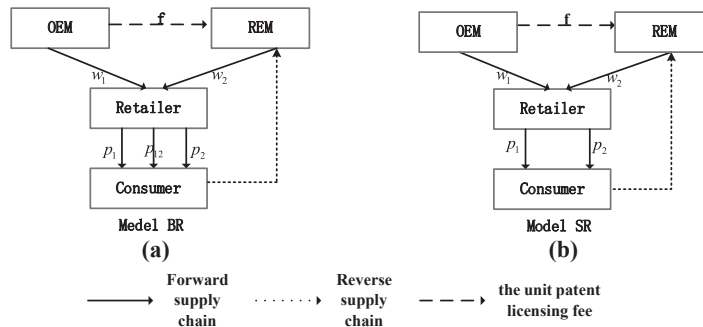 OEM f REM
w1 w2
Retailer
p1 p12 p2
Consumer
Medel BR
(a)
OEM f REM
w1 w2
Retailer
p1 p2
Consumer
Model SR
(b)
Forward
supply
chain
Reverse
supply
chain
the unit patent
licensing fee